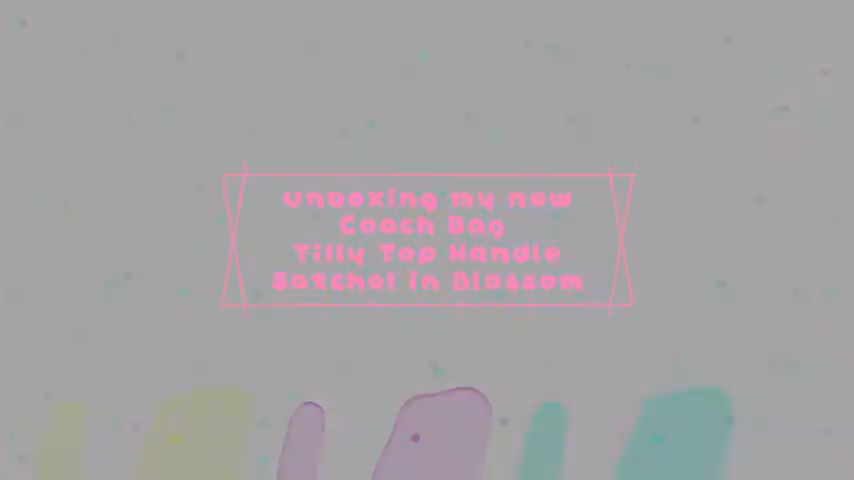 Unboxing my new
Coach Bag
Tilly Top Handle
Satchel in Blossom